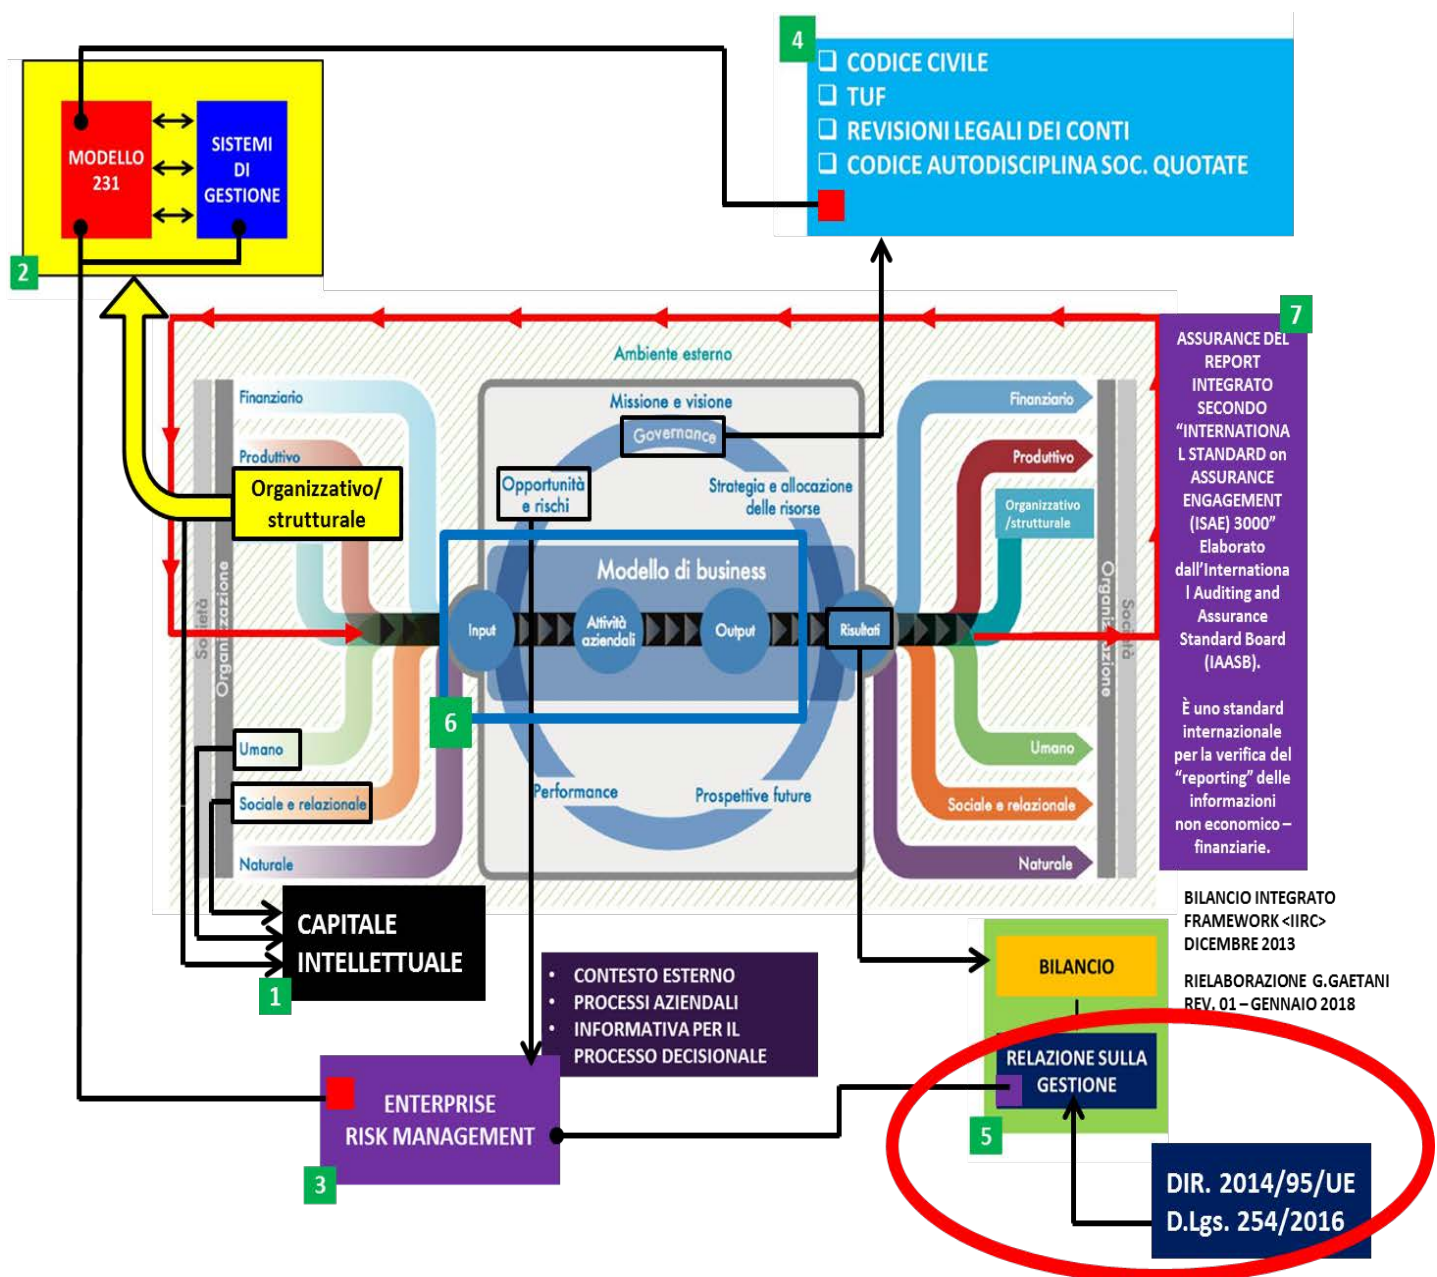 4
CODICE CIVILE
TUF
REVISIONI LEGALI DEI CONTI
CODICE AUTODISCIPLINA SOC. QUOTATE
MODELLO
231
SISTEMI
DI
GESTIONE
2
7
ASSURANCE DEL
REPORT
INTEGRATO
SECONDO
“INTERNATIONA
L STANDARD on
ASSURANCE
ENGAGEMENT
(ISAE) 3000”
Elaborato
dall’Internationa
l Auditing and
Assurance
Standard Board
(IAASB).
È uno standard
internazionale
per la verifica del
“reporting” delle
informazioni
non economico –
finanziarie.
Ambiente esterno
Società
Organizzazione
Finanziario
Produttivo
Organizzativo/
strutturale
Umano
Sociale e relazionale
Naturale
Missione e visione
Governance
Opportunità
e rischi
Strategia e allocazione
delle risorse
Modello di business
Input
Attività
aziendali
Output
Risultati
6
Performance
Prospettive future
Finanziario
Produttivo
Organizzativo
/strutturale
Umano
Sociale e relazionale
Naturale
Organizzazione
Società
CAPITALE
INTELLETTUALE
1
• CONTESTO ESTERNO
• PROCESSI AZIENDALI
• INFORMATIVA PER IL
PROCESSO DECISIONALE
ENTERPRISE
RISK MANAGEMENT
3
BILANCIO INTEGRATO
FRAMEWORK <IIRC>
DICEMBRE 2013
RIELABORAZIONE G.GAETANI
REV. 01 – GENNAIO 2018
BILANCIO
RELAZIONE SULLA
GESTIONE
5
DIR. 2014/95/UE
D.Lgs. 254/2016